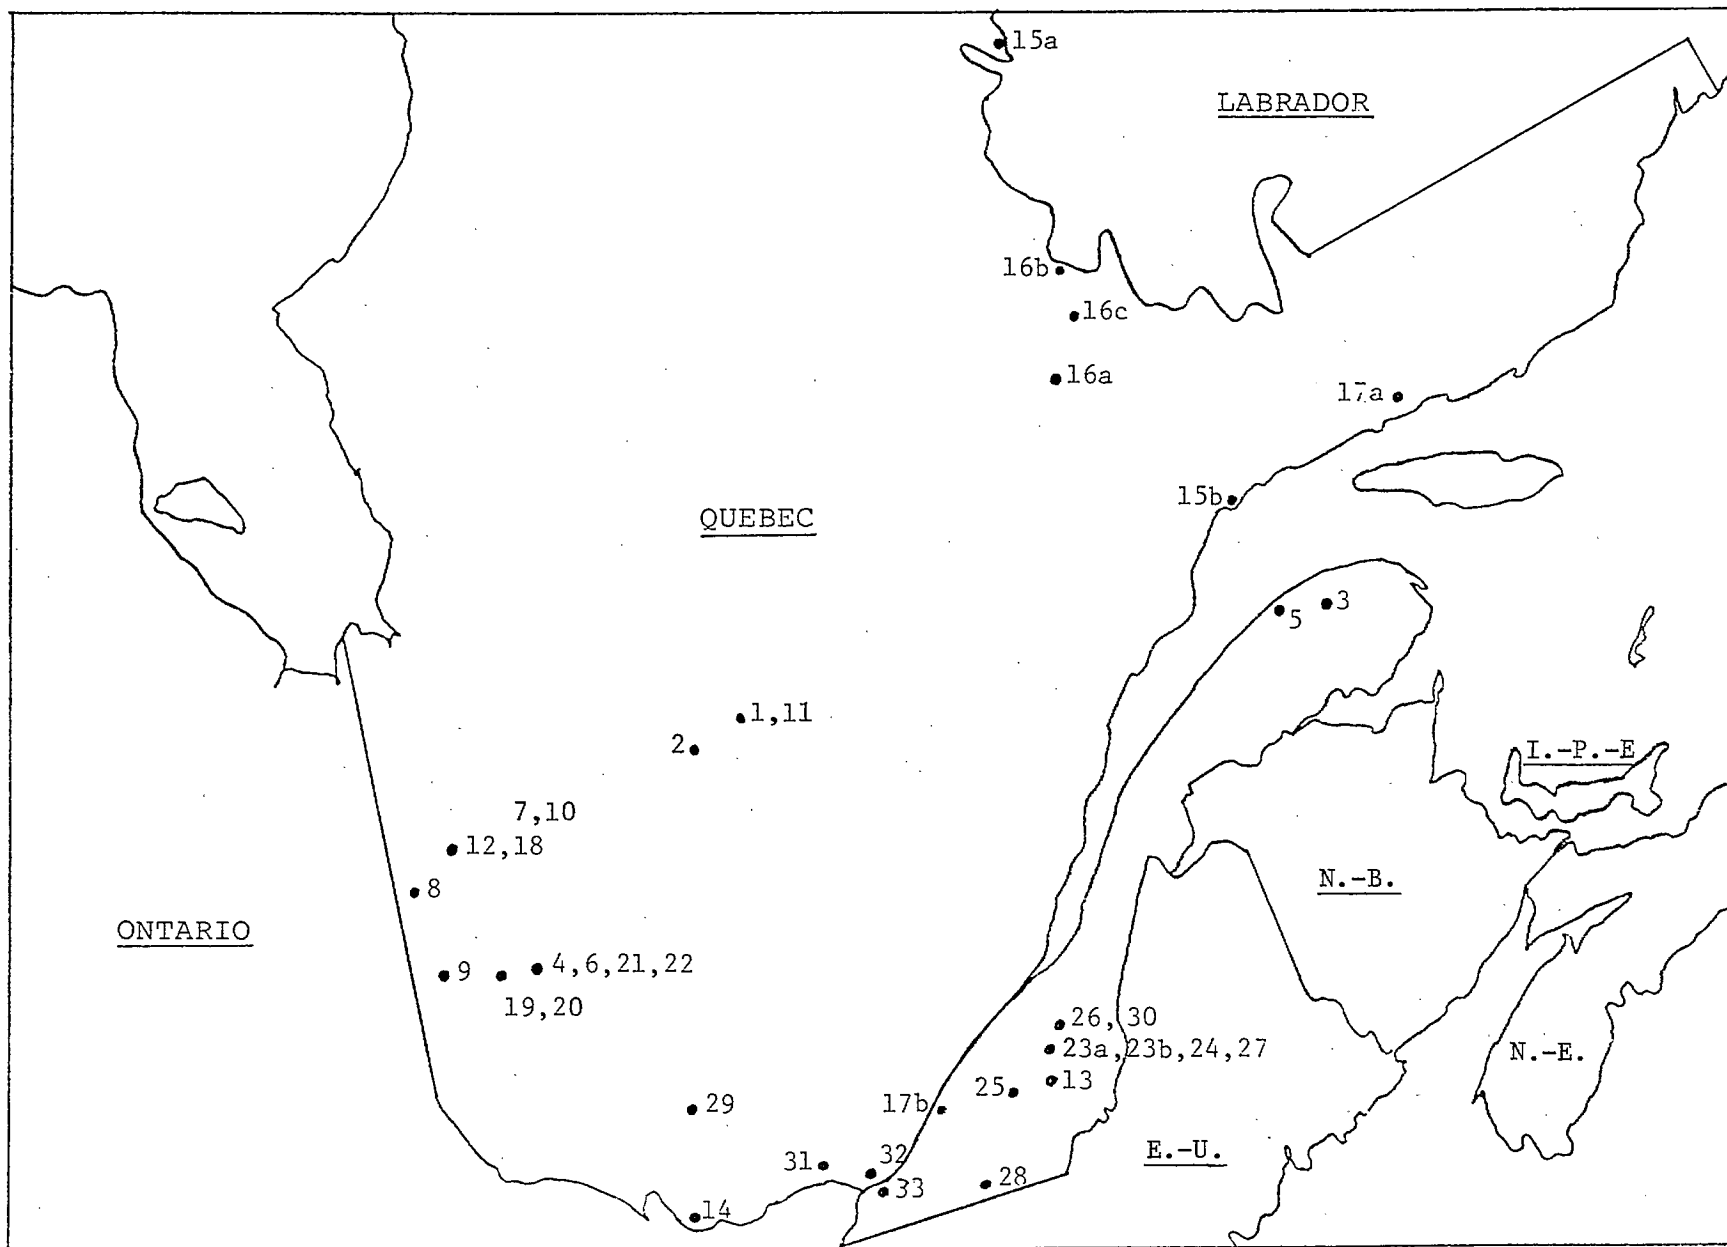 15a
LABRADOR
16b
16c
16a
17a
15b
QUEBEC
5
3
1,11
2
I.-P.-E
7,10
12,18
8
N.-B.
ONTARIO
9
4,6,21,22
19,20
26,30
23a,23b,24,27
N.-E.
13
25
17b
29
E.-U.
31
32
33
28
14